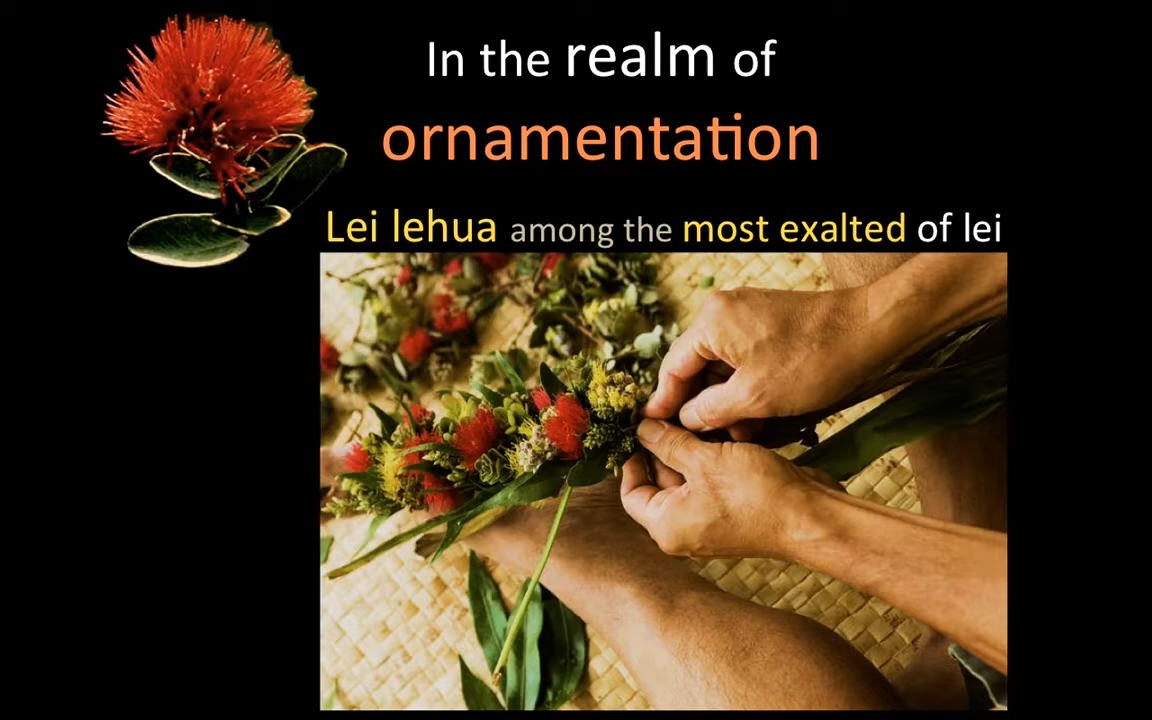 In the realm of
ornamentation
Lei lehua among the most exalted of lei